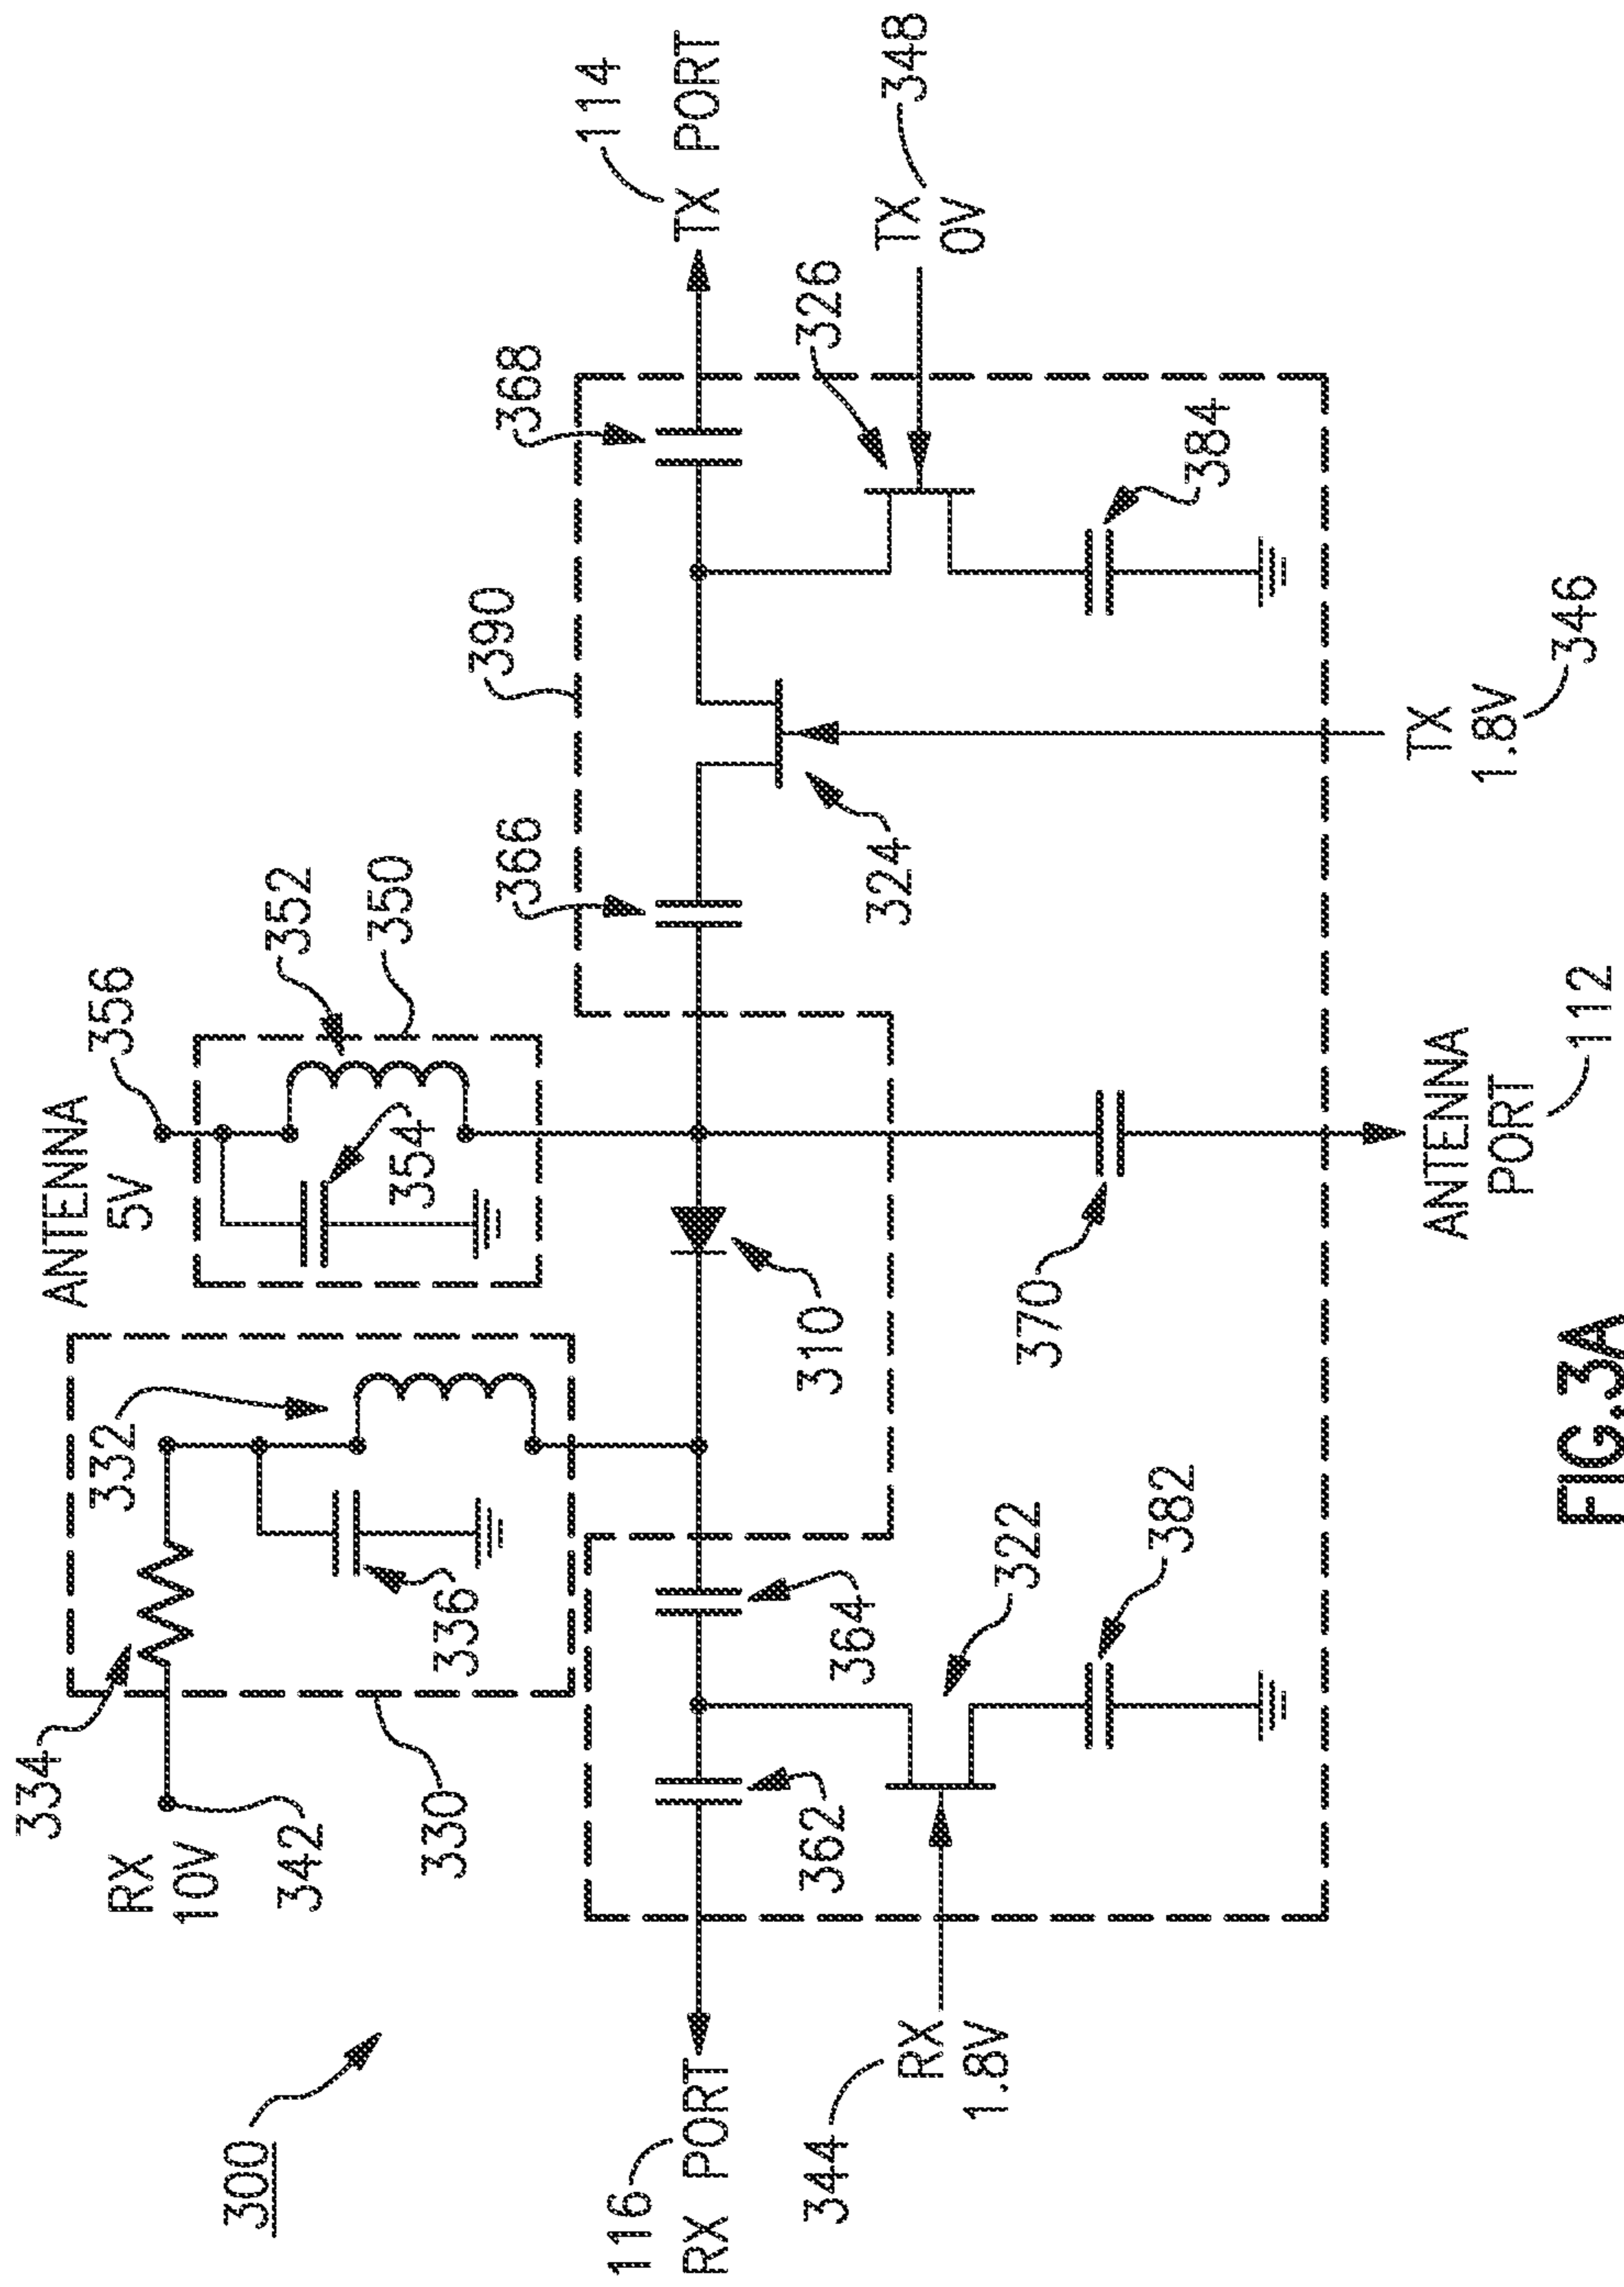 300
334
RX
10V
342
330
332
336
ANTENNA
5V
356
352
354
350
390
366
368
114
TX PORT
116
RX PORT
362
364
310
324
326
TX
0V
348
384
344
RX
1.8V
322
382
370
ANTENNA
PORT
112
TX
1.8V
346
FIG.3A